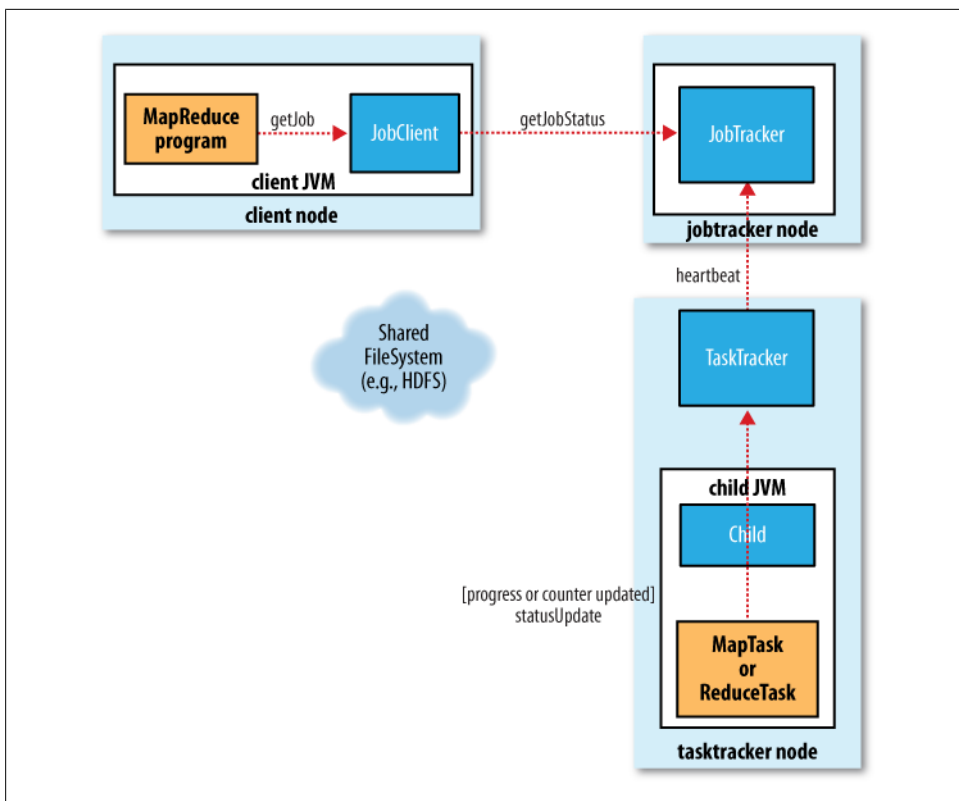 MapReduce
program
getJob
JobClient
client JVM
client node
getJobStatus
JobTracker
jobtracker node
heartbeat
Shared
FileSystem
(e.g., HDFS)
TaskTracker
child JVM
Child
[progress or counter updated]
statusUpdate
MapTask
or
ReduceTask
tasktracker node